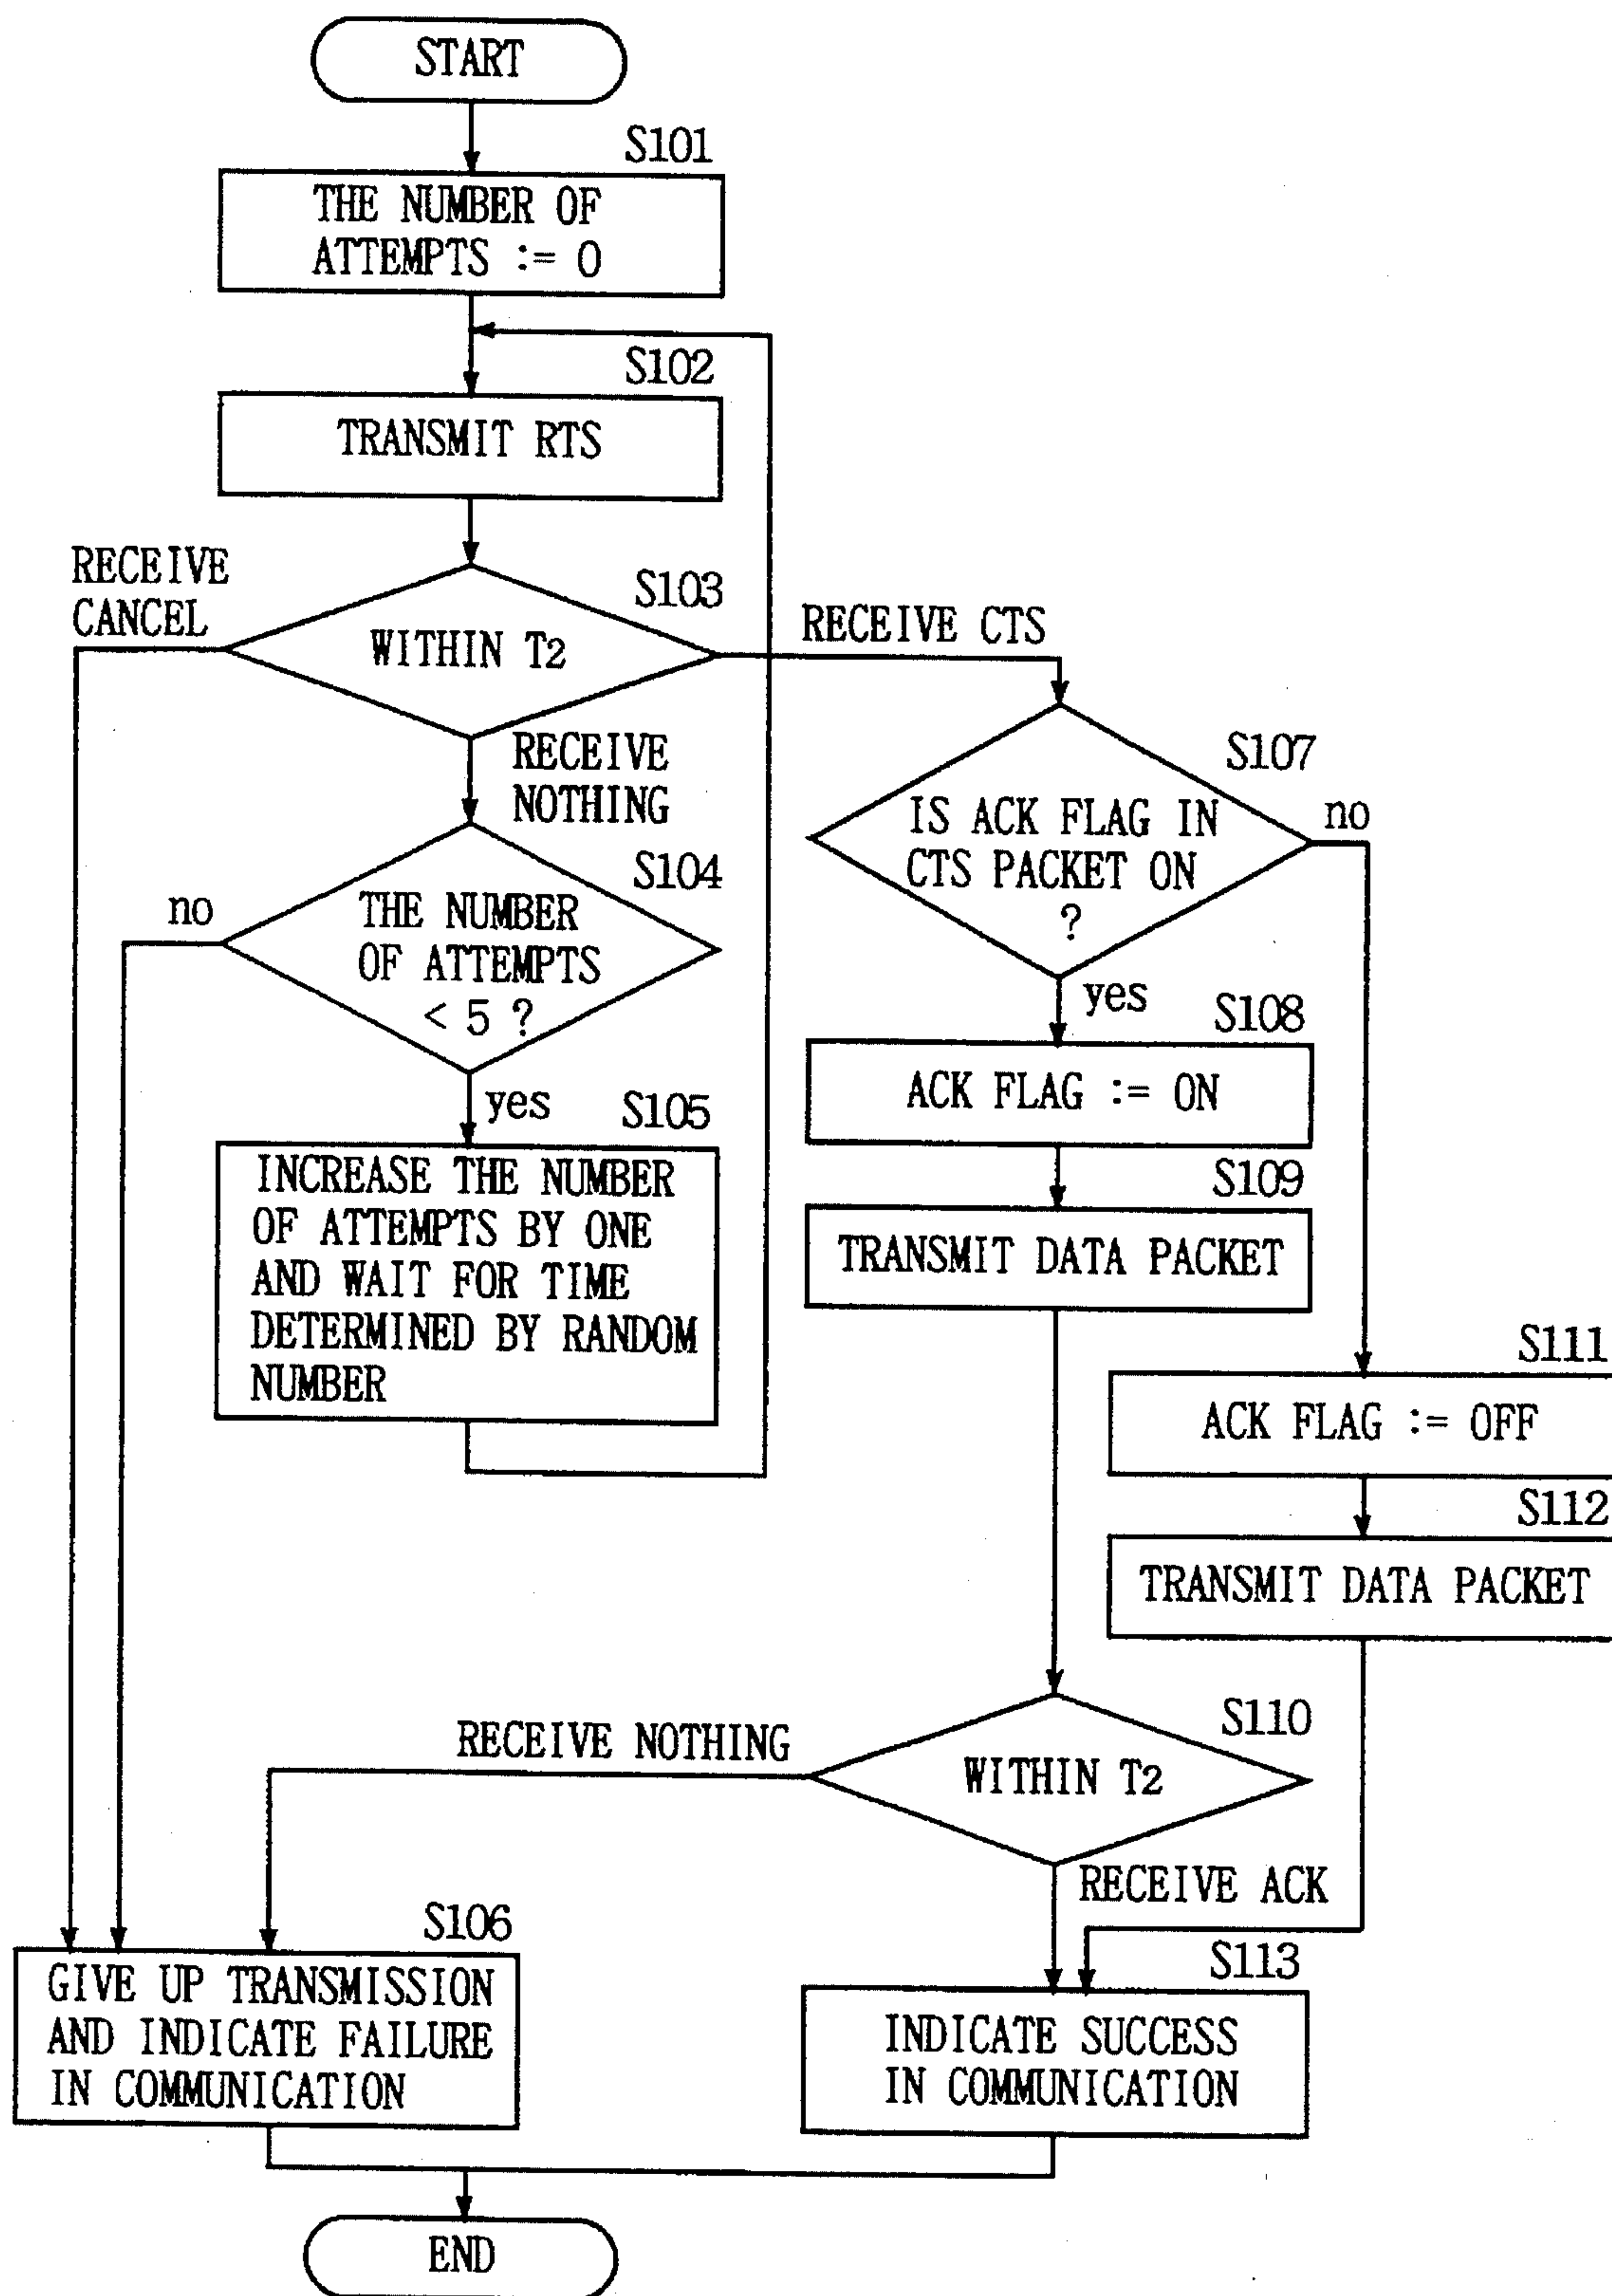 START
S101
THE NUMBER OF
ATTEMPTS := 0
S102
TRANSMIT RTS
RECEIVE
CANCEL
S103
WITHIN T2
RECEIVE CTS
RECEIVE
NOTHING
S107
IS ACK FLAG IN
CTS PACKET ON
?
no
S104
no
THE NUMBER
OF ATTEMPTS
< 5 ?
yes
S108
ACK FLAG := ON
yes
S105
INCREASE THE NUMBER
OF ATTEMPTS BY ONE
AND WAIT FOR TIME
DETERMINED BY RANDOM
NUMBER
S109
TRANSMIT DATA PACKET
S111
ACK FLAG := OFF
S112
TRANSMIT DATA PACKET
RECEIVE NOTHING
S110
WITHIN T2
RECEIVE ACK
S106
GIVE UP TRANSMISSION
AND INDICATE FAILURE
IN COMMUNICATION
S113
INDICATE SUCCESS
IN COMMUNICATION
END